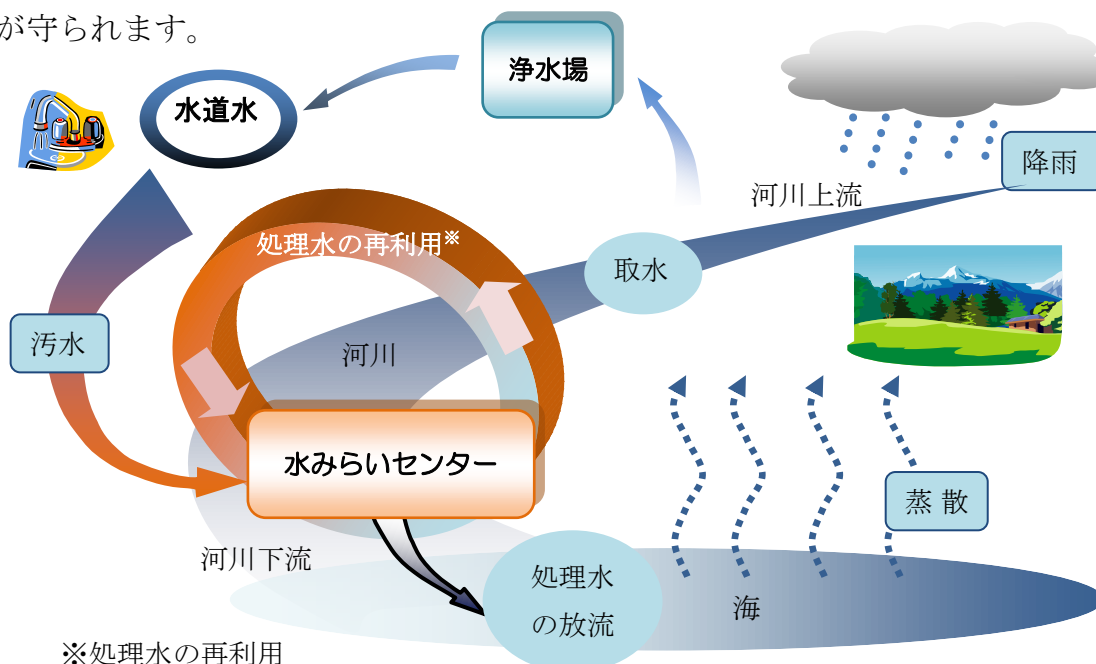 が守られます。
浄水場
水道水
降雨
河川上流
処理水の再利用※
取水
汚水
河川
水みらいセンター
蒸 散
河川下流
処理水
の放流
海
※処理水の再利用